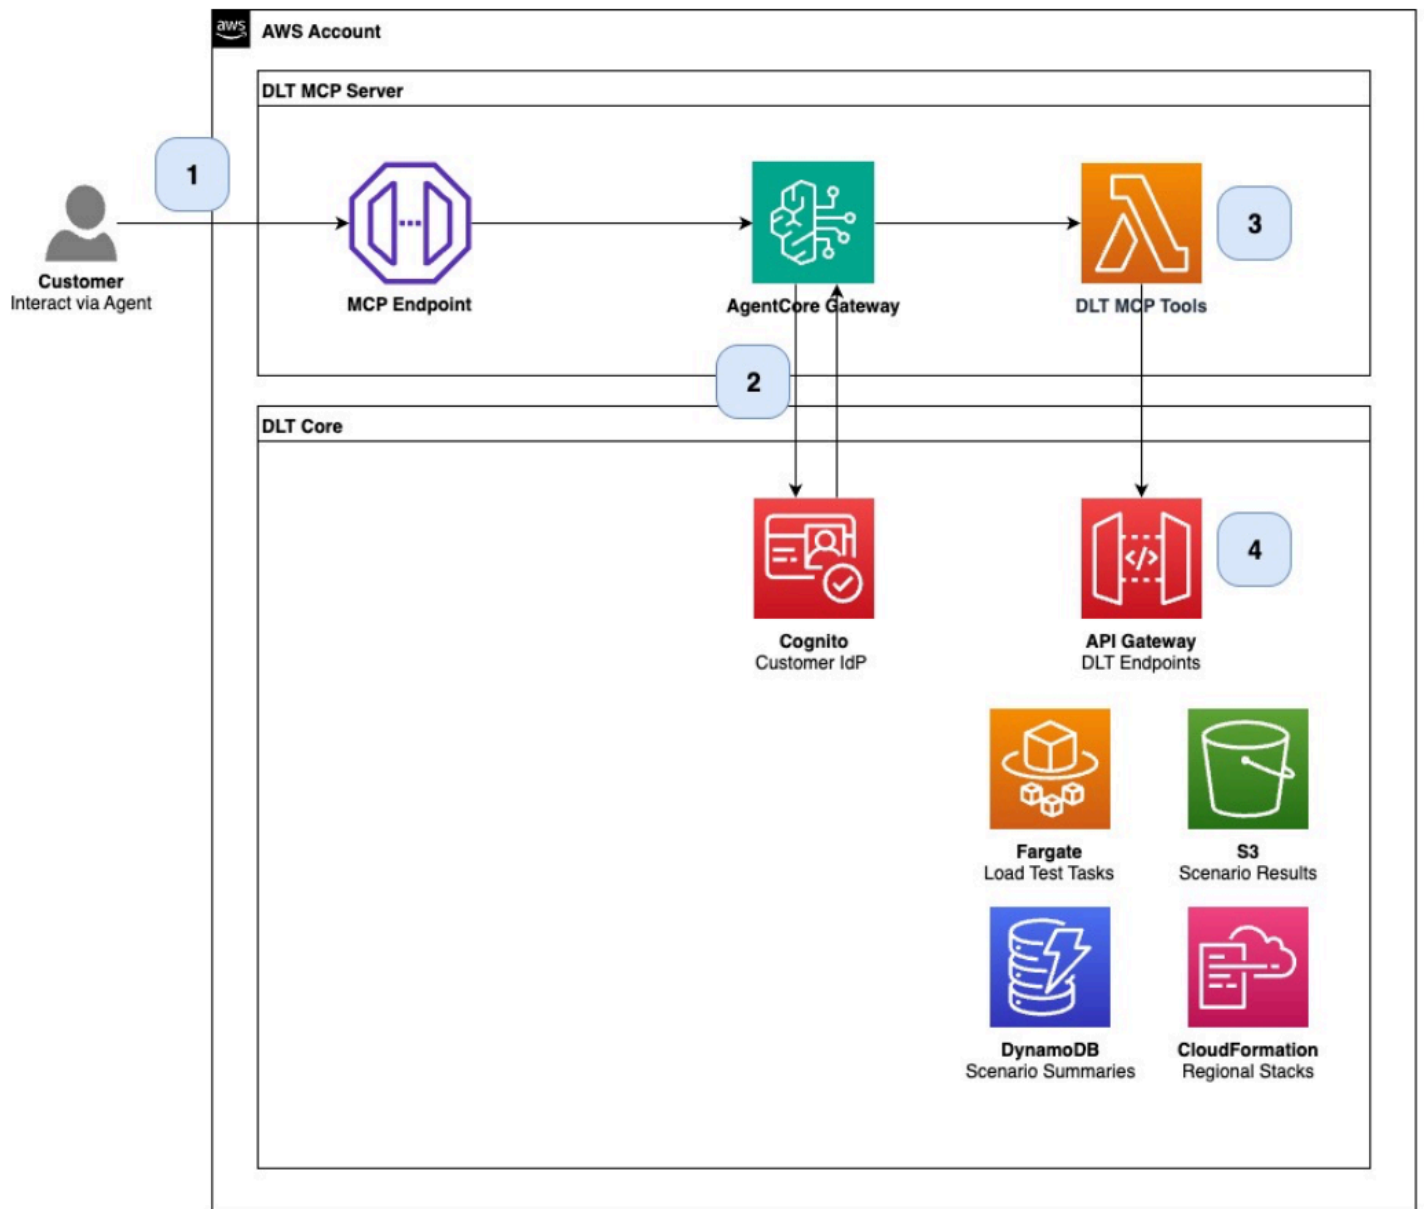 aws
AWS Account
DLT MCP Server
1
3
Customer
Interact via Agent
MCP Endpoint
AgentCore Gateway
DLT MCP Tools
2
DLT Core
4
Cognito
Customer IdP
API Gateway
DLT Endpoints
Fargate
Load Test Tasks
S3
Scenario Results
DynamoDB
Scenario Summaries
CloudFormation
Regional Stacks